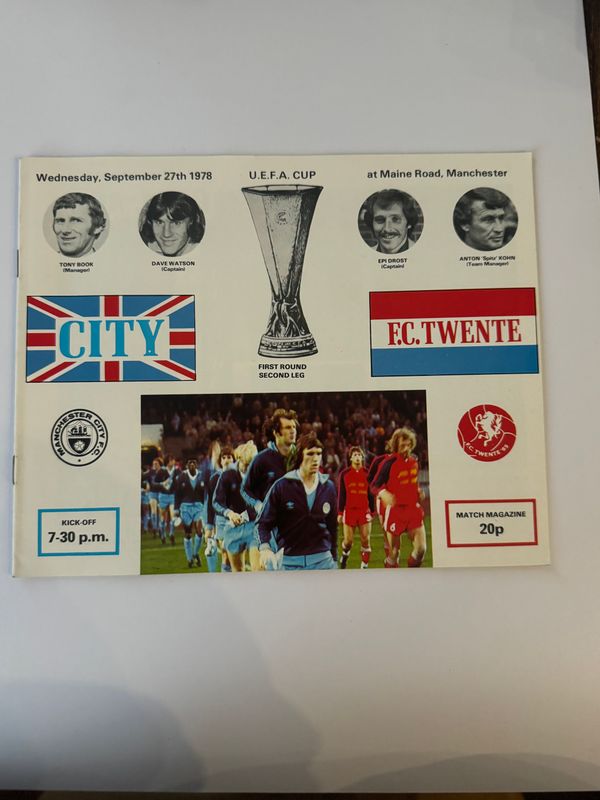 Wednesday, September 27th 1978
U.E.F.A. CUP
at Maine Road, Manchester
TONY BOOK
(Manager)
DAVE WATSON
(Captain)
EPI DROST
(Captain)
ANTON 'Spitz' KOHN
(Team Manager)
CITY
F.C. TWENTE
FIRST ROUND
SECOND LEG
MANCHESTER CITY F.C.
F.C. TWENTE '65
KICK-OFF
7-30 p.m.
MATCH MAGAZINE
20p